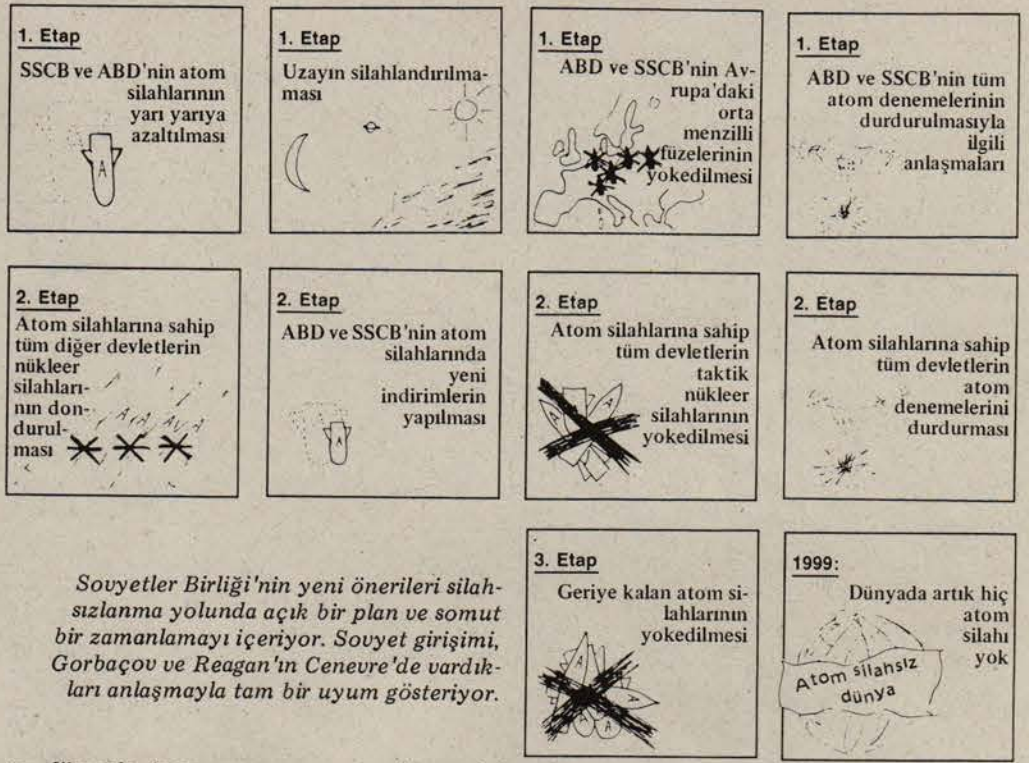 1. Etap
SSCB ve ABD'nin atom
silahlarının
yarı yarıya
azaltılması
A
1. Etap
Uzayın silahlandırılma-
ması
1. Etap
ABD ve SSCB'nin Av-
rupa'daki
orta
menzilli
füzelerinin
yokedilmesi
1. Etap
ABD ve SSCB'nin tüm
atom denemelerinin
durdurulmasıyla
ilgili
anlaşmaları
2. Etap
Atom silahlarına sahip
tüm diğer devletlerin
nükleer
silahları-
nın don-
durul-
ması
2. Etap
ABD ve SSCB'nin atom
silahlarında
yeni
indirimlerin
yapılması
A
2. Etap
Atom silahlarına sahip
tüm devletlerin
taktik
nükleer
silahlarının
yokedilmesi
2. Etap
Atom silahlarına sahip
tüm devletlerin
atom
denemelerini
durdurması
Sovyetler Birliği'nin yeni önerileri silah-
sızlanma yolunda açık bir plan ve somut
bir zamanlamayı içeriyor. Sovyet girişimi,
Gorbaçov ve Reagan'ın Cenevre'de vardık-
ları anlaşmayla tam bir uyum gösteriyor.
3. Etap
Geriye kalan atom si-
lahlarının
yokedilmesi
1999:
Dünyada artık hiç
atom
silahı
yok
Atom silahsız
dünya